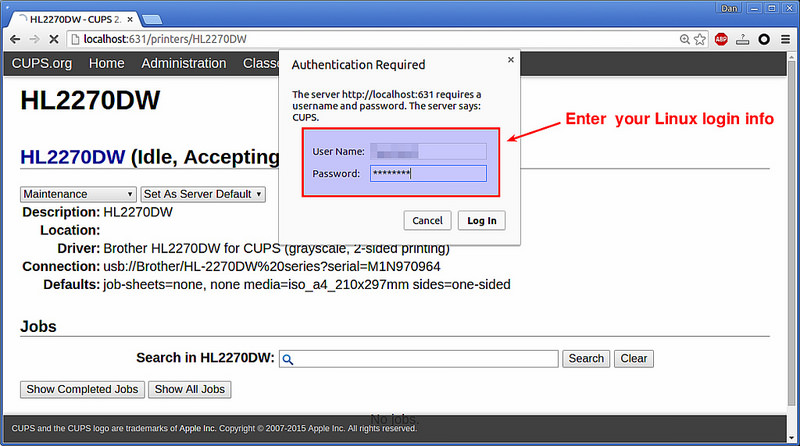 Dan
HL2270DW - CUPS 2.
localhost:631/printers/HL2270DW
ABP
CUPS.org Home Administration
Authentication Required
The server http://localhost:631 requires a
username and password. The server says:
CUPS.
User Name:
Password: ********
Cancel Log In
Enter your Linux login info
HL2270DW
HL2270DW (Idle, Accepting
Maintenance Set As Server Default
Description: HL2270DW
Location:
Driver: Brother HL2270DW for CUPS (grayscale, 2-sided printing)
Connection: usb://Brother/HL-2270DW%20series?serial=M1N970964
Defaults: job-sheets=none, none media=iso_a4_210x297mm sides=one-sided
Jobs
Search in HL2270DW: Search Clear
Show Completed Jobs Show All Jobs
No jobs.
CUPS and the CUPS logo are trademarks of Apple Inc. Copyright © 2007-2015 Apple Inc. All rights reserved.